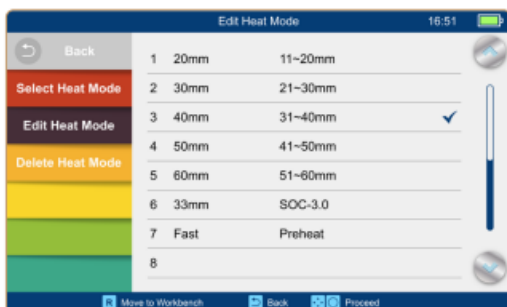 Edit Heat Mode 16:51
Back
Select Heat Mode
Edit Heat Mode
Delete Heat Mode
1 20mm 11~20mm
2 30mm 21~30mm
3 40mm 31~40mm
4 50mm 41~50mm
5 60mm 51~60mm
6 33mm SOC-3.0
7 Fast Preheat
8
R Move to Workbench Back Proceed